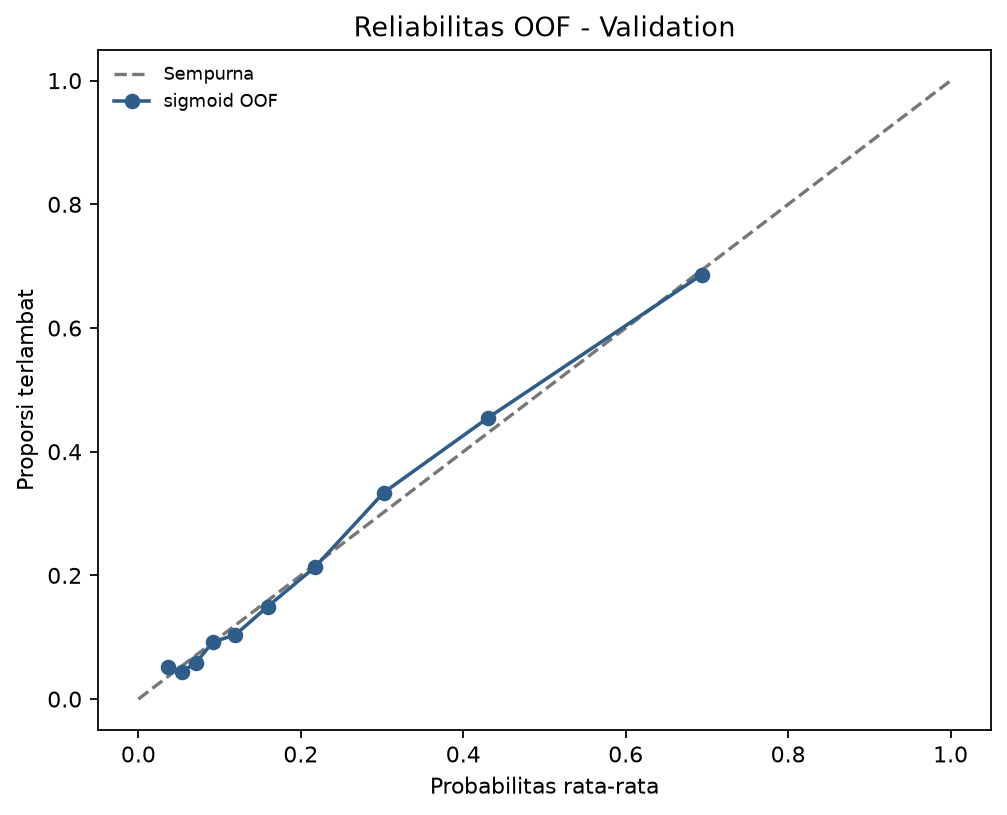 Reliabilitas OOF - Validation
Sempurna
sigmoid OOF
1.0
0.8
0.6
0.4
0.2
0.0
Proporsi terlambat
0.0 0.2 0.4 0.6 0.8 1.0
Probabilitas rata-rata